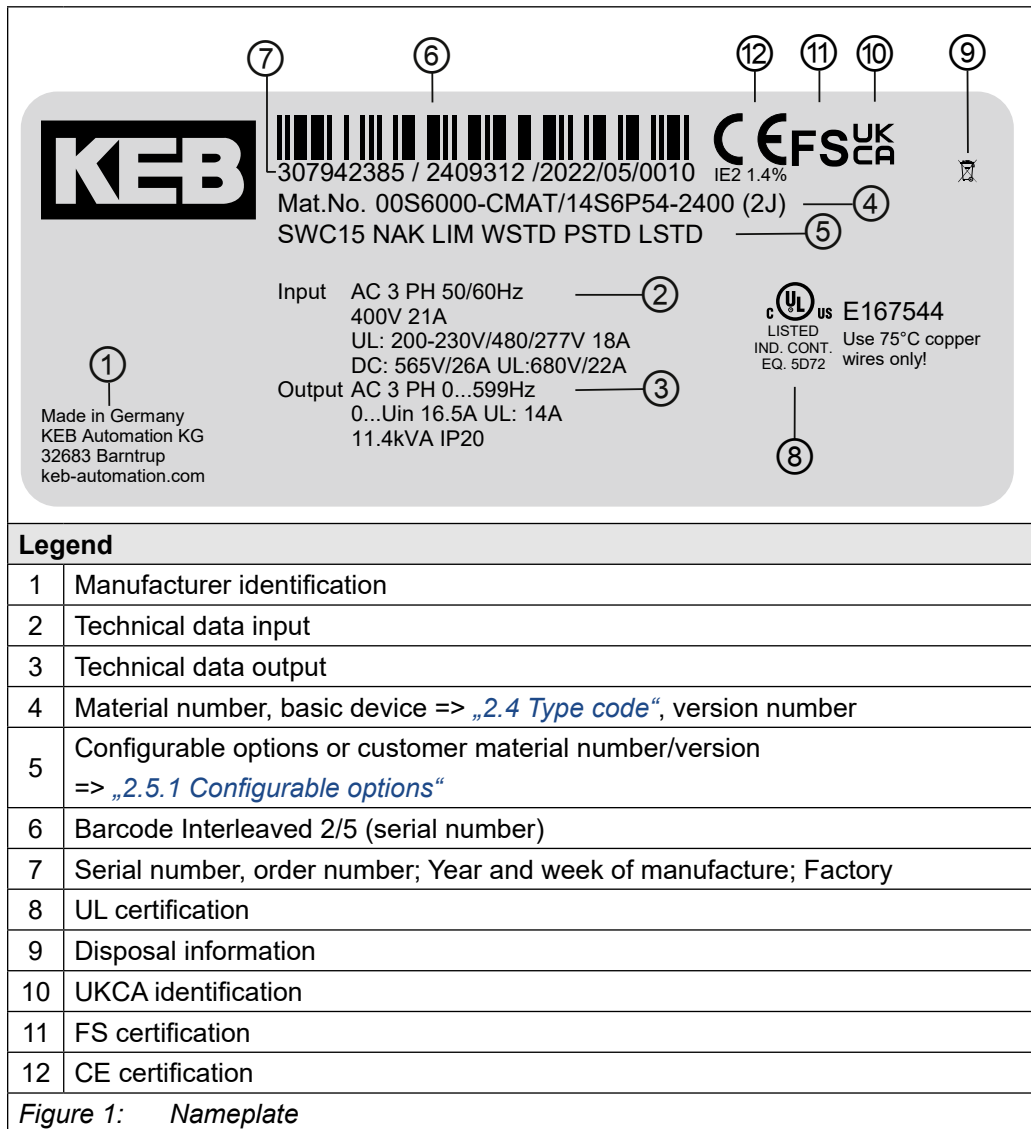 7 6 12 11 10 9
KEB
CE FS UK CA
307942385 / 2409312 /2022/05/0010
IE2 1.4%
Mat.No. 00S6000-CMAT/14S6P54-2400 (2J) 4
SWC15 NAK LIM WSTD PSTD LSTD 5
Input AC 3 PH 50/60Hz 2
400V 21A
UL: 200-230V/480/277V 18A
DC: 565V/26A UL:680V/22A
Output AC 3 PH 0...599Hz 3
0...Uin 16.5A UL: 14A
11.4kVA IP20
c UL us E167544
LISTED
IND. CONT.
EQ. 5D72
Use 75°C copper
wires only!
8
1
Made in Germany
KEB Automation KG
32683 Barntrup
keb-automation.com
Legend
1 Manufacturer identification
2 Technical data input
3 Technical data output
4 Material number, basic device => „2.4 Type code“, version number
5 Configurable options or customer material number/version
=> „2.5.1 Configurable options“
6 Barcode Interleaved 2/5 (serial number)
7 Serial number, order number; Year and week of manufacture; Factory
8 UL certification
9 Disposal information
10 UKCA identification
11 FS certification
12 CE certification
Figure 1: Nameplate